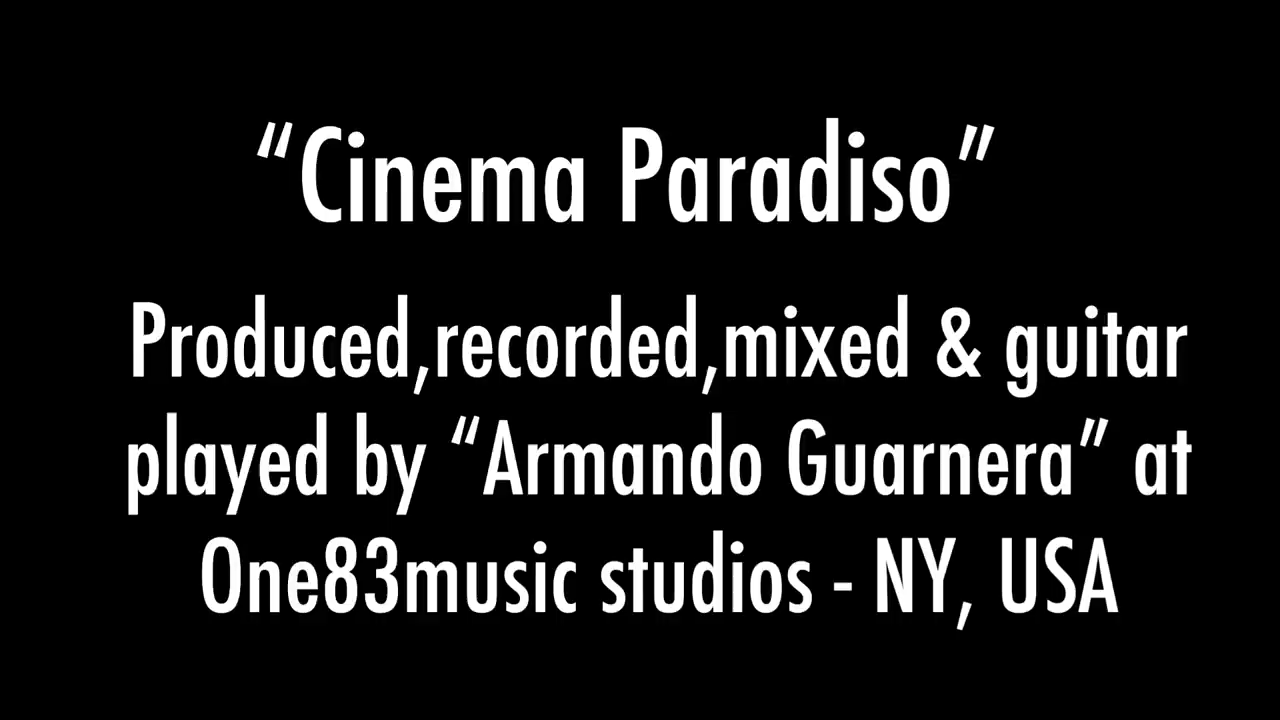 “Cinema Paradiso”
Produced,recorded,mixed & guitar
played by “Armando Guarnera” at
One83music studios - NY, USA